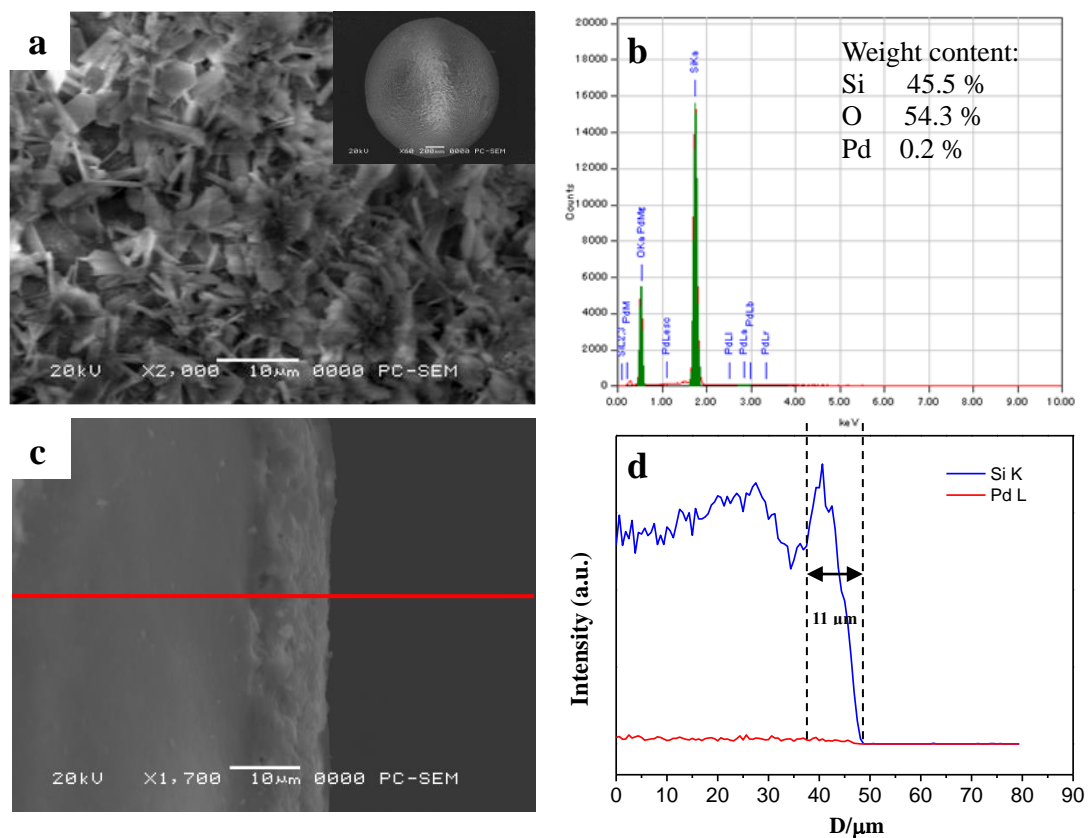 a
20kV X60 200mm 0000 PC-SEM
20kV X2,000 10µm 0000 PC-SEM
b
Weight content:
Si 45.5 %
O 54.3 %
Pd 0.2 %
Counts
20000
18000
16000
14000
12000
10000
8000
6000
4000
2000
0
SiL2,3
PdM
OKa PdMg
PdLesc
SiKa
PdLl
PdLa
PdLb
PdLr
0.00 1.00 2.00 3.00 4.00 5.00 6.00 7.00 8.00 9.00 10.00
keV
c
20kV X1,700 10µm 0000 PC-SEM
d
Si K
Pd L
11 µm
Intensity (a.u.)
0 10 20 30 40 50 60 70 80 90
D/µm